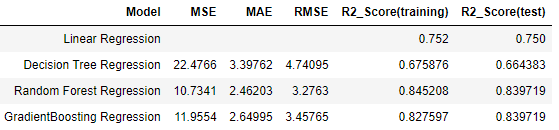 Model MSE MAE RMSE R2_Score(training) R2_Score(test)
Linear Regression 0.752 0.750
Decision Tree Regression 22.4766 3.39762 4.74095 0.675876 0.664383
Random Forest Regression 10.7341 2.46203 3.2763 0.845208 0.839719
GradientBoosting Regression 11.9554 2.64995 3.45765 0.827597 0.839719